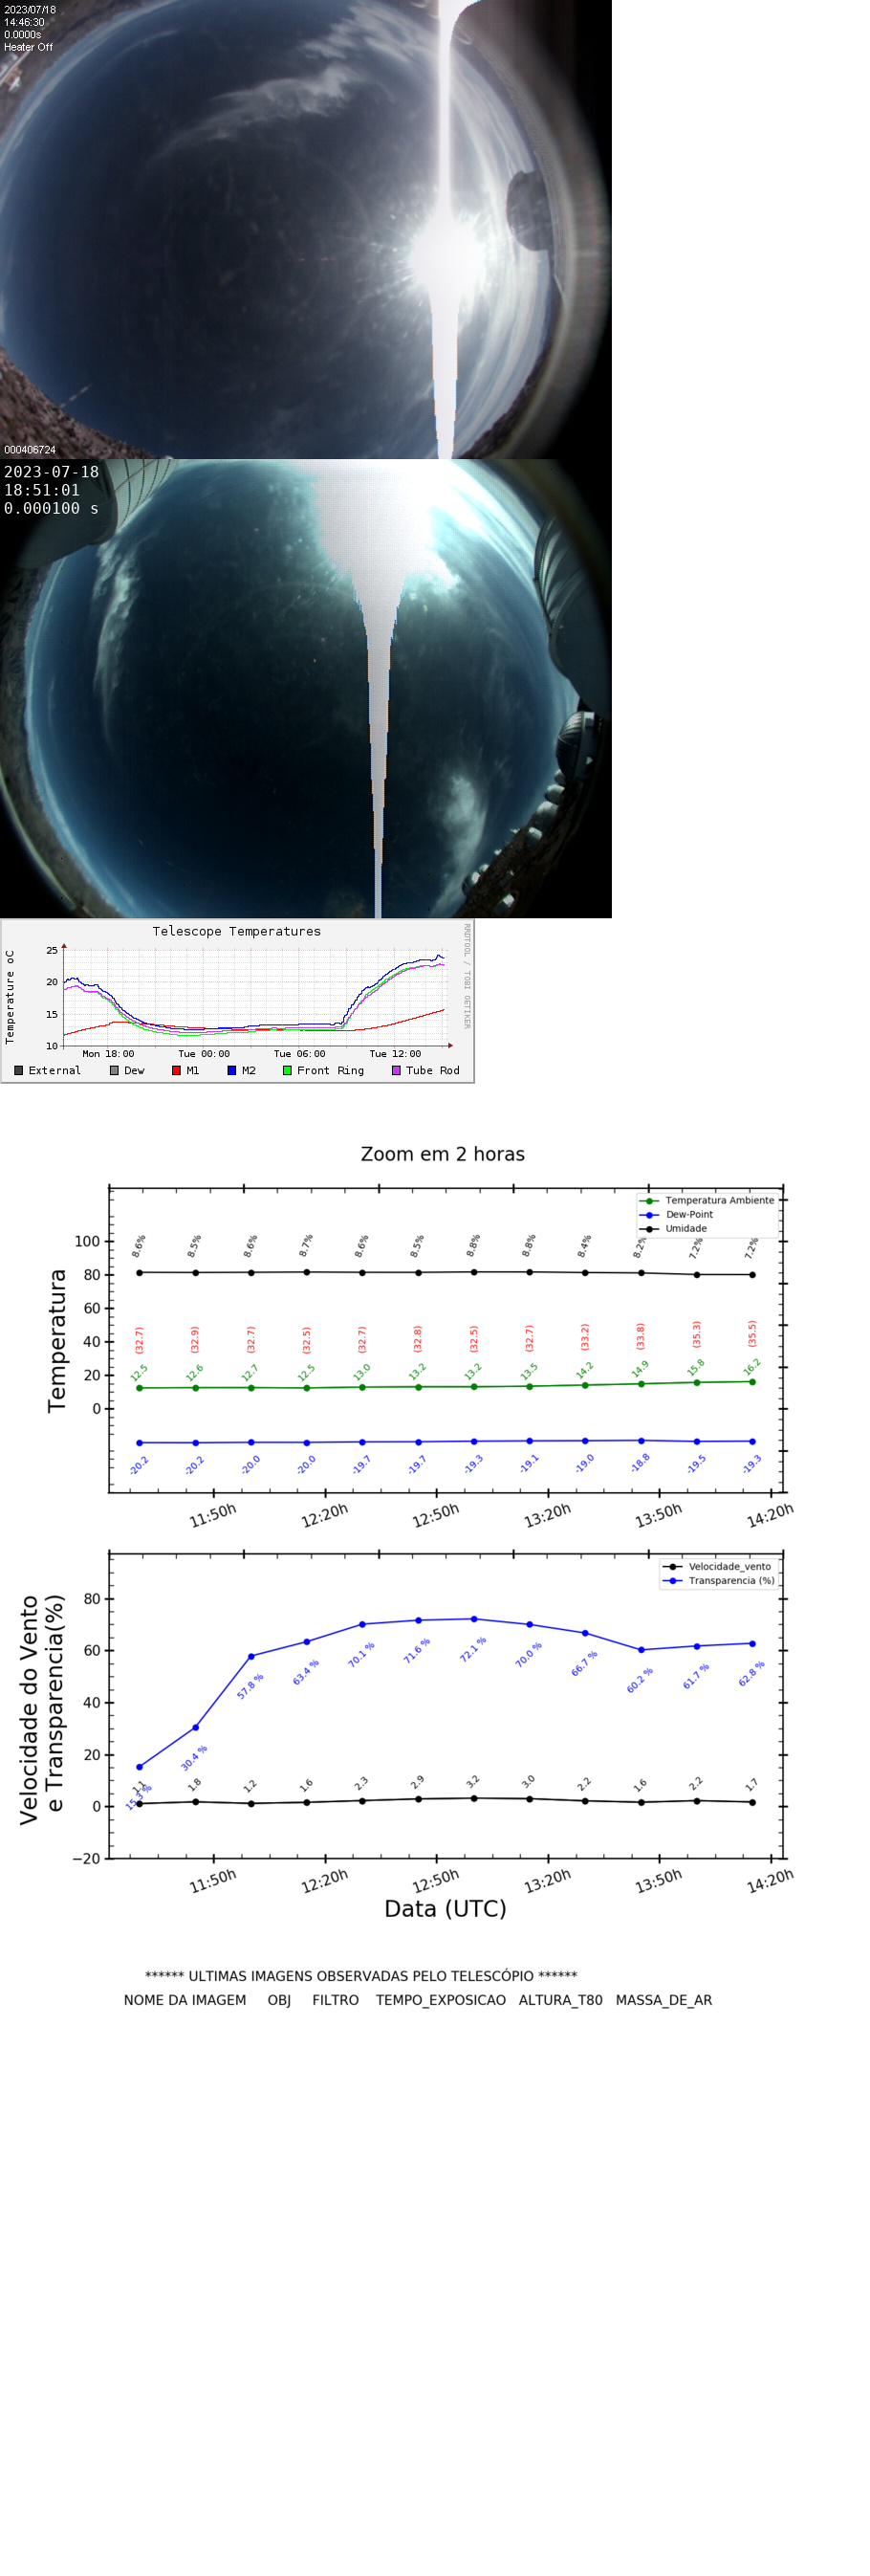 2023/07/18
14:46:30
0.0000s
Heater Off
000406724
2023-07-18
18:51:01
0.000100 s
Telescope Temperatures
RRDTOOL / TOBI OETIKER
Temperature oC
25
20
15
10
Mon 18:00 Tue 00:00 Tue 06:00 Tue 12:00
External Dew M1 M2 Front Ring Tube Rod
Zoom em 2 horas
Temperatura Ambiente
Dew-Point
Umidade
Temperatura
100
80
60
40
20
0
8.6% 8.5% 8.6% 8.7% 8.6% 8.5% 8.8% 8.8% 8.4% 8.2% 7.2% 7.2%
(32.7) (32.9) (32.7) (32.5) (32.7) (32.8) (32.5) (32.7) (33.2) (33.8) (35.3) (35.5)
12.5 12.6 12.7 12.5 13.0 13.2 13.2 13.5 14.2 14.9 15.8 16.2
-20.2 -20.2 -20.0 -20.0 -19.7 -19.7 -19.3 -19.1 -19.0 -18.8 -19.5 -19.3
11:50h 12:20h 12:50h 13:20h 13:50h 14:20h
Velocidade_vento
Transparencia (%)
Velocidade do Vento
e Transparencia(%)
80
60
40
20
0
−20
15.3 % 30.4 % 57.8 % 63.4 % 70.1 % 71.6 % 72.1 % 70.0 % 66.7 % 60.2 % 61.7 % 62.8 %
1.1 1.8 1.2 1.6 2.3 2.9 3.2 3.0 2.2 1.6 2.2 1.7
11:50h 12:20h 12:50h 13:20h 13:50h 14:20h
Data (UTC)
****** ULTIMAS IMAGENS OBSERVADAS PELO TELESCÓPIO ******
NOME DA IMAGEM OBJ FILTRO TEMPO_EXPOSICAO ALTURA_T80 MASSA_DE_AR